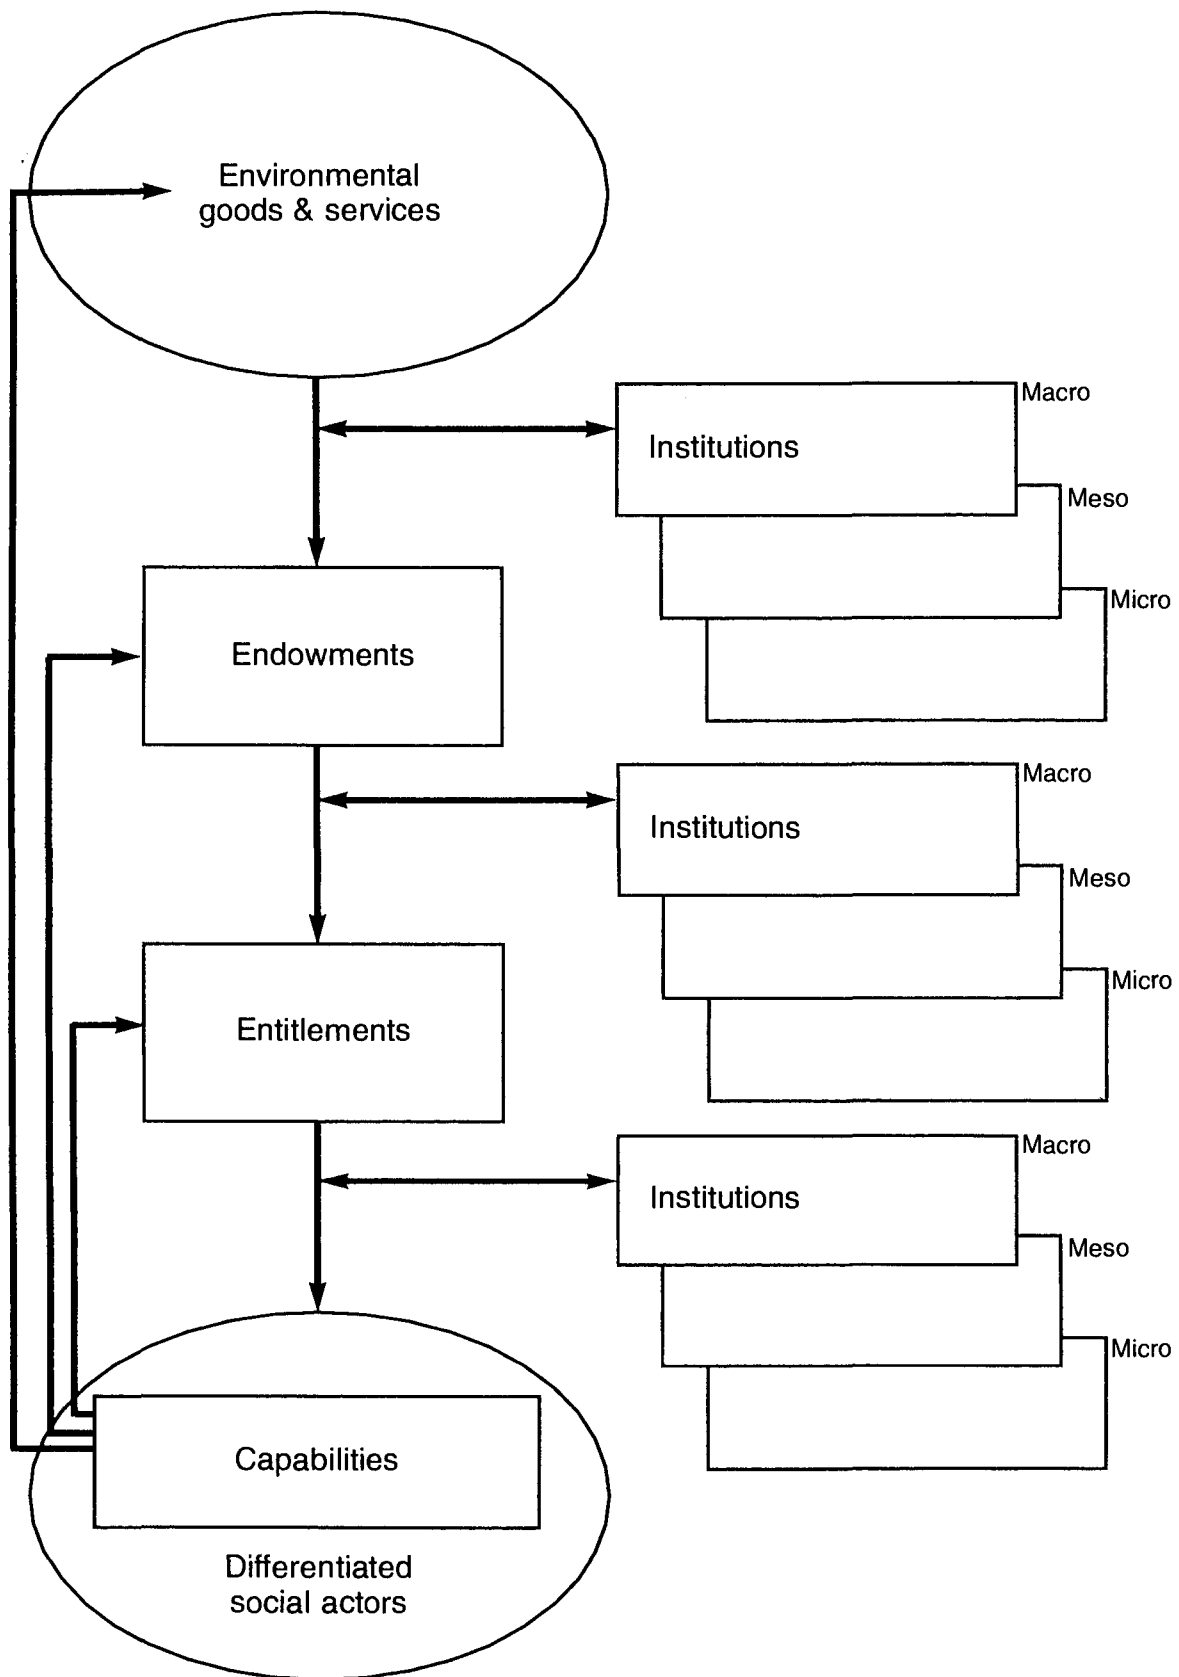 Environmental
goods & services
Macro
Institutions
Meso
Micro
Endowments
Macro
Institutions
Meso
Micro
Entitlements
Macro
Institutions
Meso
Micro
Capabilities
Differentiated
social actors